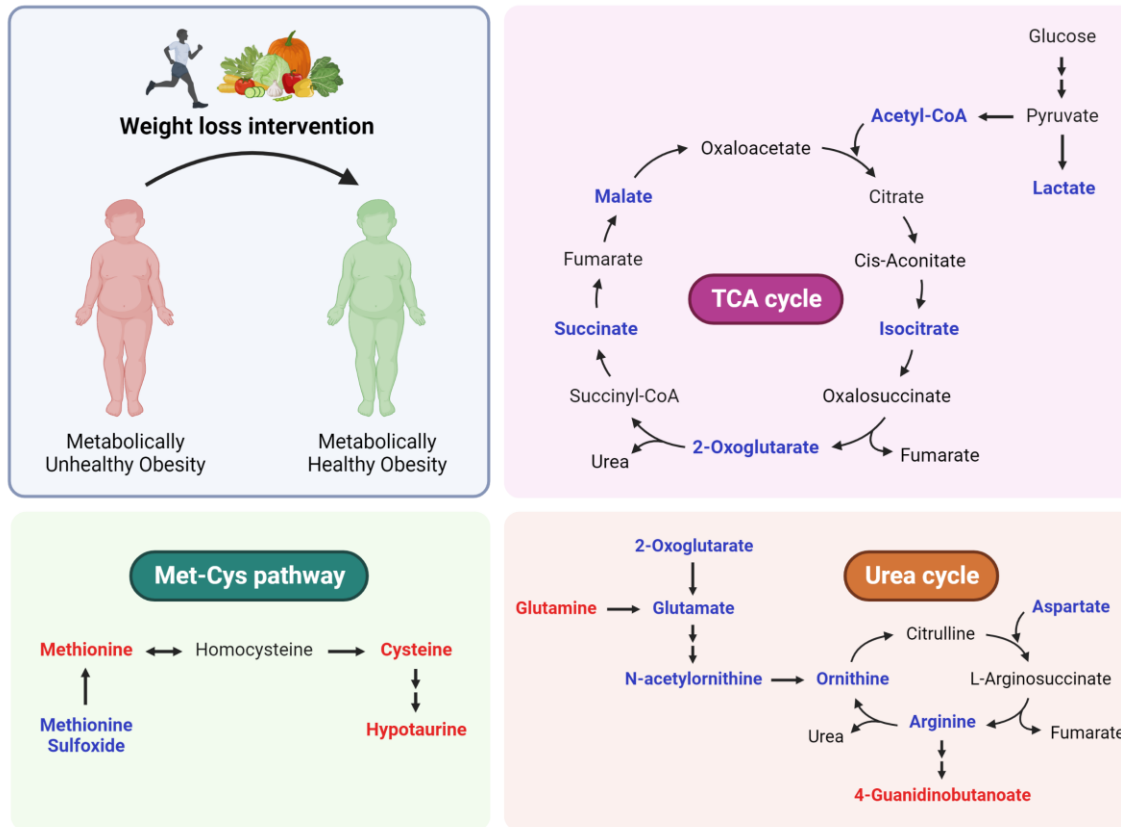 Weight loss intervention
Metabolically
Unhealthy Obesity
Metabolically
Healthy Obesity
Glucose
Pyruvate
Acetyl-CoA
Lactate
Oxaloacetate
Citrate
Cis-Aconitate
Isocitrate
Oxalosuccinate
Fumarate
2-Oxoglutarate
Urea
Succinyl-CoA
Succinate
Fumarate
Malate
TCA cycle
Met-Cys pathway
Methionine
Homocysteine
Cysteine
Methionine
Sulfoxide
Hypotaurine
Urea cycle
2-Oxoglutarate
Glutamine
Glutamate
N-acetylornithine
Ornithine
Citrulline
Aspartate
L-Arginosuccinate
Fumarate
Arginine
Urea
4-Guanidinobutanoate